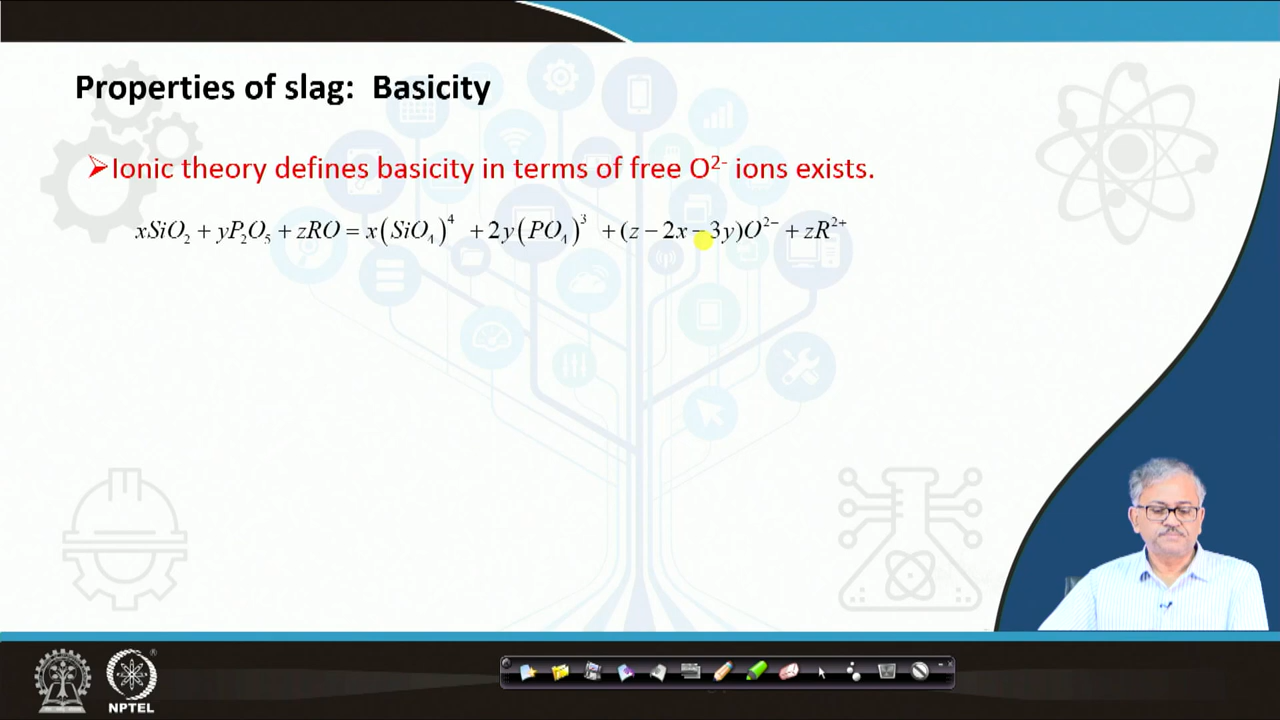 Properties of slag: Basicity
➢Ionic theory defines basicity in terms of free O²⁻ ions exists.
xSiO₂ + yP₂O₅ + zRO = x(SiO₄)⁴ + 2y(PO₄)³ + (z − 2x − 3y)O²⁻ + zR²⁺
NPTEL